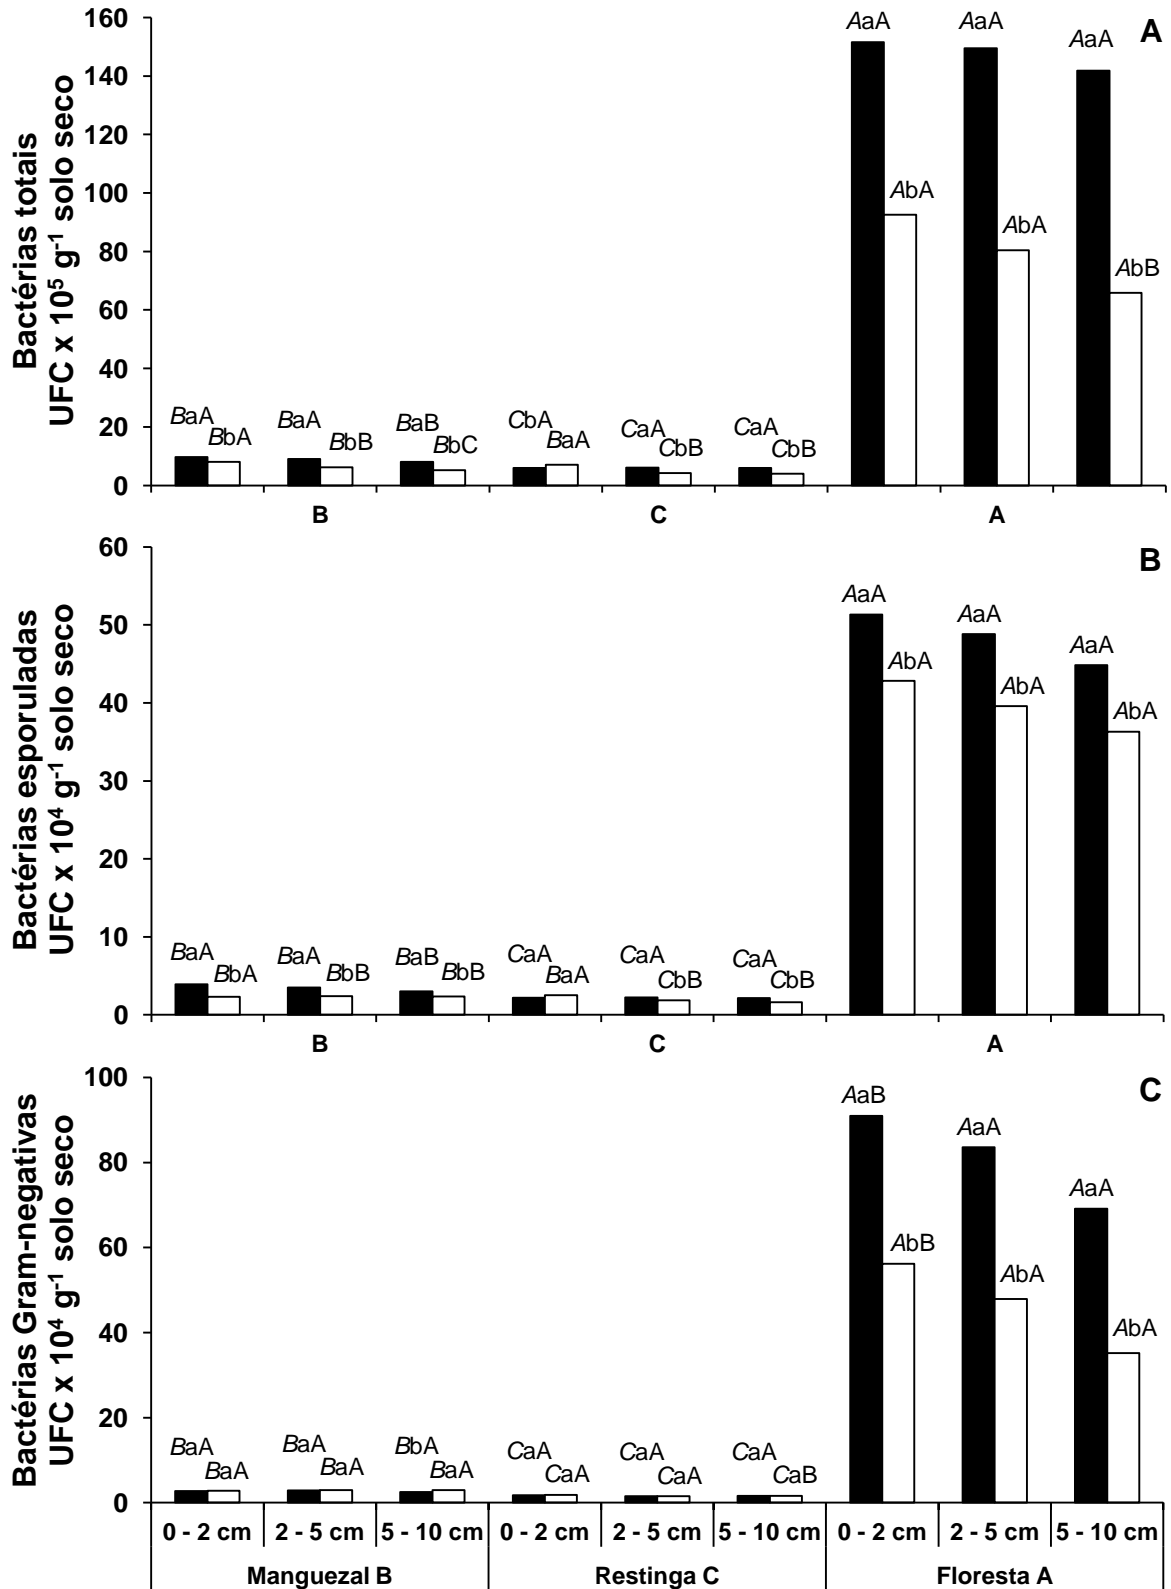 A
Bactérias totais
UFC x 10⁵ g⁻¹ solo seco
160
140
120
100
80
60
40
20
0
BaA BbA BaA BbB BaB BbC CbA BaA CaA CbB CaA CbB AaA AbA AaA AbA AaA AbB
B C A
B
Bactérias esporuladas
UFC x 10⁴ g⁻¹ solo seco
60
50
40
30
20
10
0
BaA BbA BaA BbB BaB BbB CaA BaA CaA CbB CaA CbB AaA AbA AaA AbA AaA AbA
B C A
C
Bactérias Gram-negativas
UFC x 10⁴ g⁻¹ solo seco
100
80
60
40
20
0
BaA BaA BaA BaA BbA BaA CaA CaA CaA CaA CaA CaB AaB AbB AaA AbA AaA AbA
0 - 2 cm 2 - 5 cm 5 - 10 cm 0 - 2 cm 2 - 5 cm 5 - 10 cm 0 - 2 cm 2 - 5 cm 5 - 10 cm
Manguezal B Restinga C Floresta A